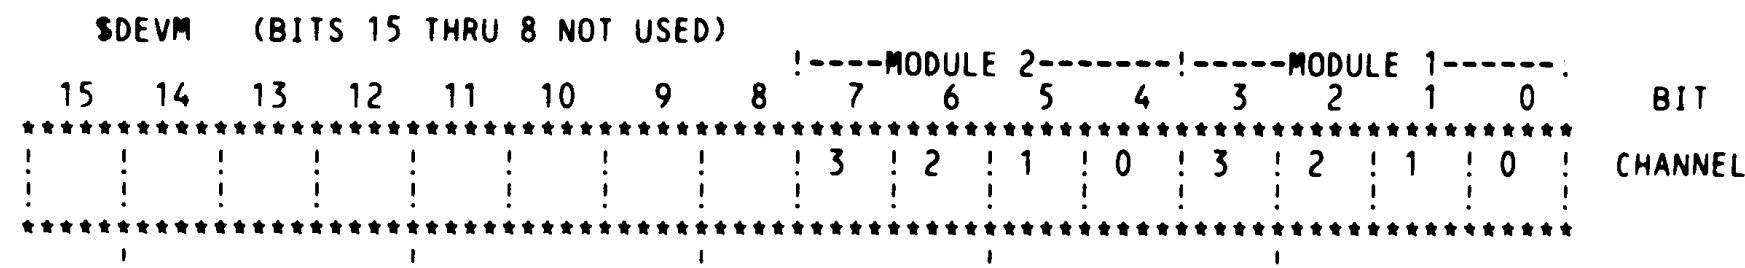 $DEVM (BITS 15 THRU 8 NOT USED)
!----MODULE 2-------!-----MODULE 1------.
15 14 13 12 11 10 9 8 7 6 5 4 3 2 1 0 BIT
*********************************************************************************
! ! ! ! ! ! ! ! ! 3 ! 2 ! 1 ! 0 ! 3 ! 2 ! 1 ! 0 ! CHANNEL
! ! ! ! ! ! ! ! ! ! ! ! ! ! ! ! !
*********************************************************************************